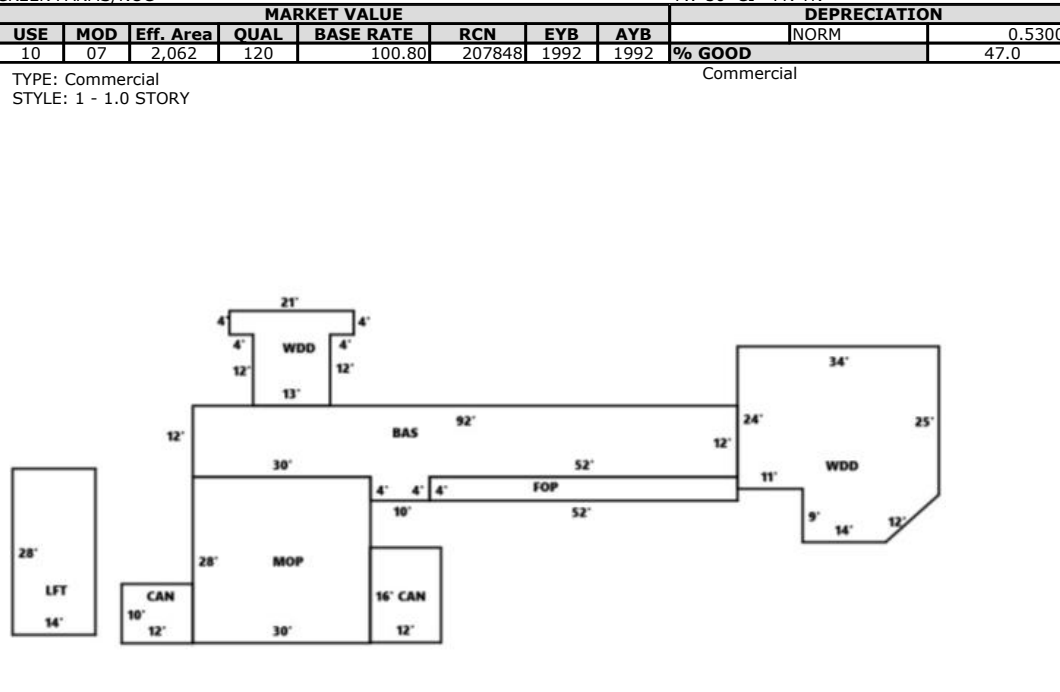 MARKET VALUE DEPRECIATION
USE MOD Eff. Area QUAL BASE RATE RCN EYB AYB NORM 0.5300
10 07 2,062 120 100.80 207848 1992 1992 % GOOD 47.0
TYPE: Commercial Commercial
STYLE: 1 - 1.0 STORY
21'
4' 4'
4' WDD 4'
12' 12'
13'
34'
92'
24' 25'
12' BAS 12'
30' 52' WDD
11'
4' 4' 4' FOP
10' 52'
9' 12'
14'
28' 28' MOP
LFT CAN 16' CAN
10'
14' 12' 30' 12'